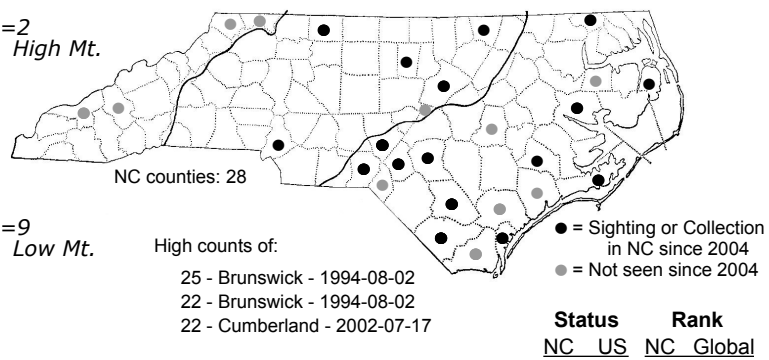 =2
High Mt.
NC counties: 28
=9
Low Mt.
High counts of:
25 - Brunswick - 1994-08-02
22 - Brunswick - 1994-08-02
22 - Cumberland - 2002-07-17
= Sighting or Collection
in NC since 2004
= Not seen since 2004
Status Rank
NC US NC Global